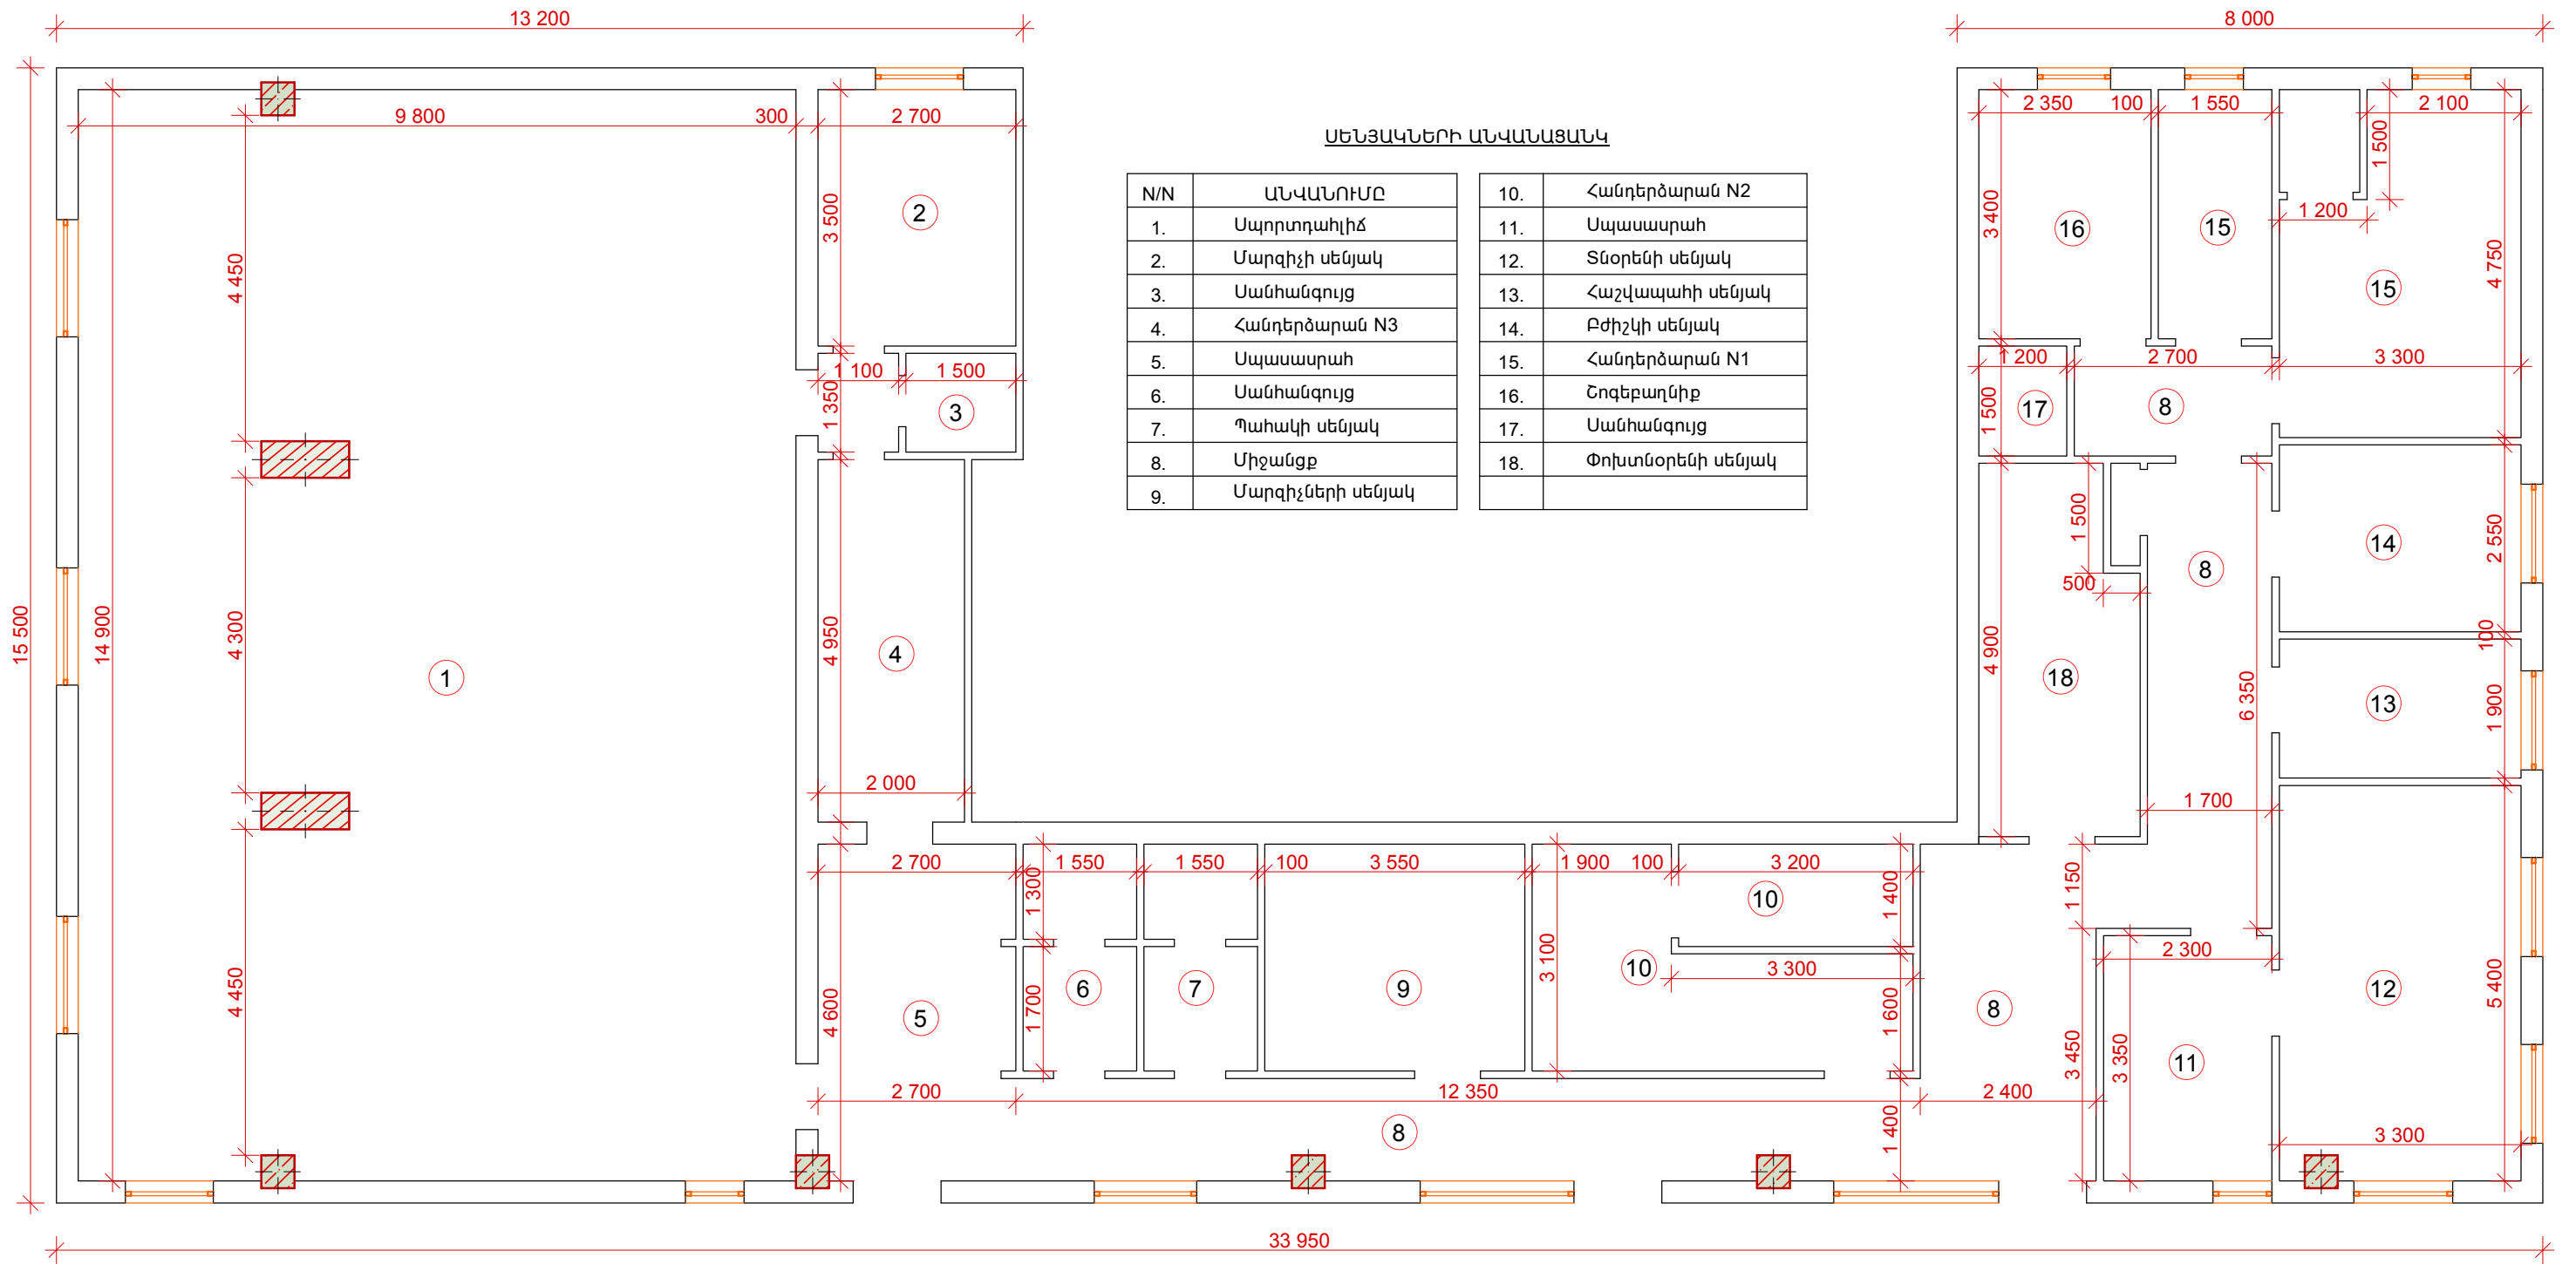 13 200
8 000
9 800 300 2 700
2 350 100 1 550 2 100
ՍԵՆՅԱԿՆԵՐԻ ԱՆՎԱՆԱՑԱՆԿ
N/N ԱՆՎԱՆՈՒՄԸ
1. Սպորտդահլիճ
2. Մարզիչի սենյակ
3. Սանհանգույց
4. Հանդերձարան N3
5. Սպասասրահ
6. Սանհանգույց
7. Պահակի սենյակ
8. Միջանցք
9. Մարզիչների սենյակ
10. Հանդերձարան N2
11. Սպասասրահ
12. Տնօրենի սենյակ
13. Հաշվապահի սենյակ
14. Բժիշկի սենյակ
15. Հանդերձարան N1
16. Շոգեբաղնիք
17. Սանհանգույց
18. Փոխտնօրենի սենյակ
15 500
14 900
4 450
4 300
4 450
1
2
3 500
1 100 1 500
1 350
3
4 950
4
2 000
2 700 1 550 1 550 100 3 550 1 900 100 3 200
1 300
1 700
4 600
5
6
7
9
3 100
10
1 400
10
3 300
1 600
2 700 12 350 2 400
8
1 400
8
3 400
16
15
1 500
1 200
15
4 750
1 200 2 700 3 300
1 500
17
8
1 500
500
8
14
2 550
100
4 900
18
6 350
13
1 900
1 700
1 150
2 300
3 450
3 350
11
12
5 400
3 300
33 950